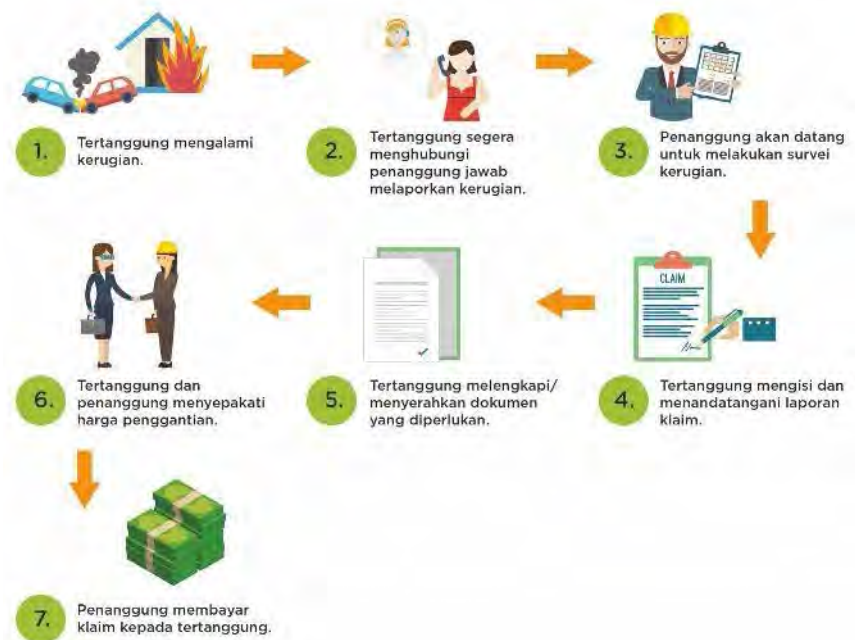 1.
Tertanggung mengalami
kerugian.
2.
Tertanggung segera
menghubungi
penanggung jawab
melaporkan kerugian.
3.
Penanggung akan datang
untuk melakukan survei
kerugian.
CLAIM
4.
Tertanggung mengisi dan
menandatangani laporan
klaim.
5.
Tertanggung melengkapi/
menyerahkan dokumen
yang diperlukan.
6.
Tertanggung dan
penanggung menyepakati
harga penggantian.
7.
Penanggung membayar
klaim kepada tertanggung.